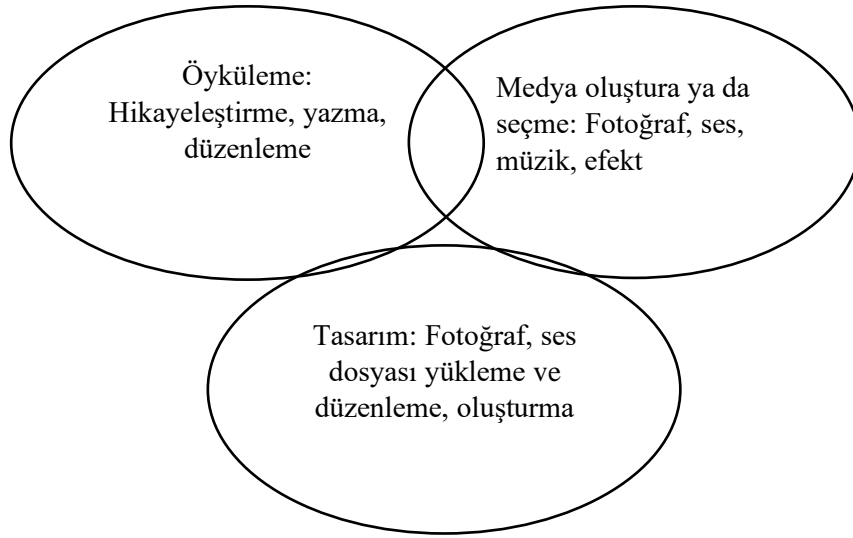 Öyküleme:
Hikayeleştirme, yazma,
düzenleme
Medya oluştura ya da
seçme: Fotoğraf, ses,
müzik, efekt
Tasarım: Fotoğraf, ses
dosyası yükleme ve
düzenleme, oluşturma